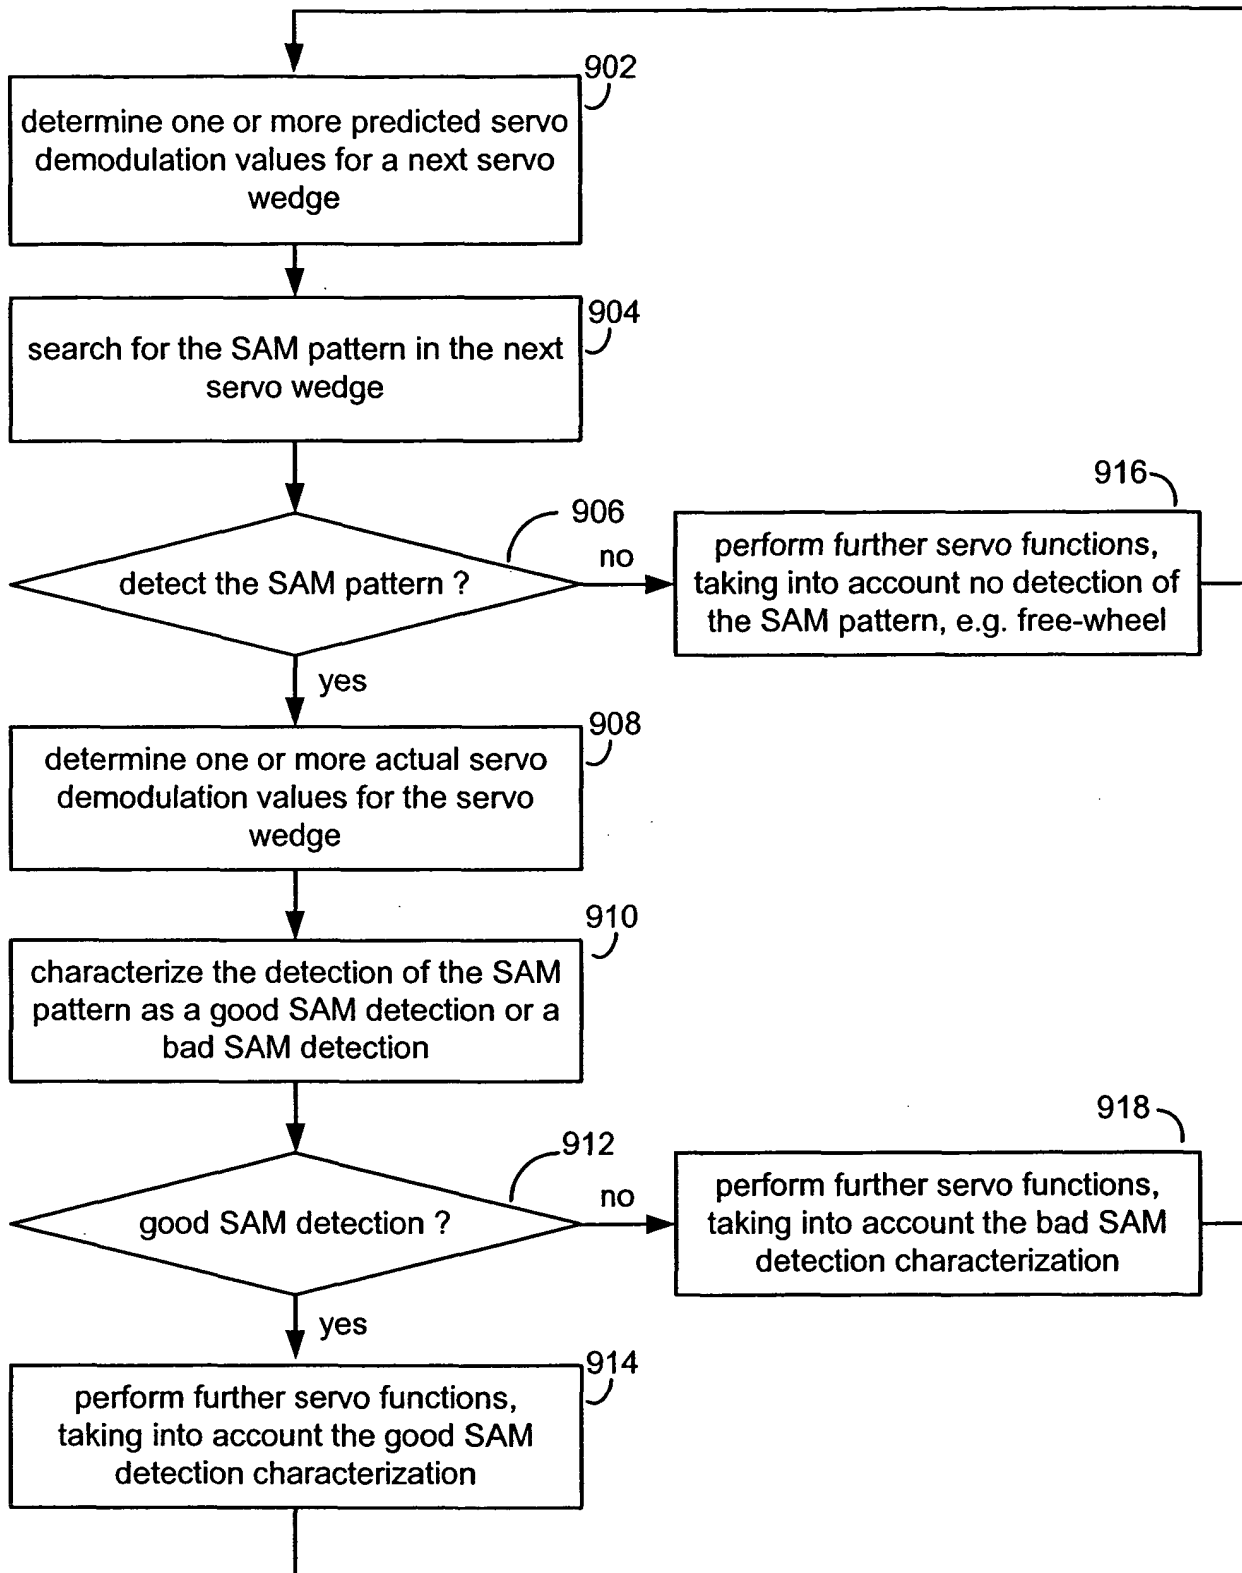 902
determine one or more predicted servo
demodulation values for a next servo
wedge
904
search for the SAM pattern in the next
servo wedge
906
detect the SAM pattern ?
no
916
perform further servo functions,
taking into account no detection of
the SAM pattern, e.g. free-wheel
yes
908
determine one or more actual servo
demodulation values for the servo
wedge
910
characterize the detection of the SAM
pattern as a good SAM detection or a
bad SAM detection
912
good SAM detection ?
no
918
perform further servo functions,
taking into account the bad SAM
detection characterization
yes
914
perform further servo functions,
taking into account the good SAM
detection characterization